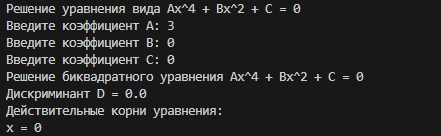 Решение уравнения вида Ax^4 + Bx^2 + C = 0
Введите коэффициент A: 3
Введите коэффициент B: 0
Введите коэффициент C: 0
Решение биквадратного уравнения Ax^4 + Bx^2 + C = 0
Дискриминант D = 0.0
Действительные корни уравнения:
x = 0